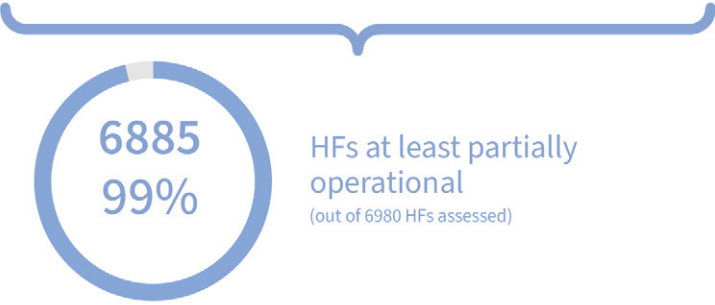 6885
99%
HFs at least partially
operational
(out of 6980 HFs assessed)